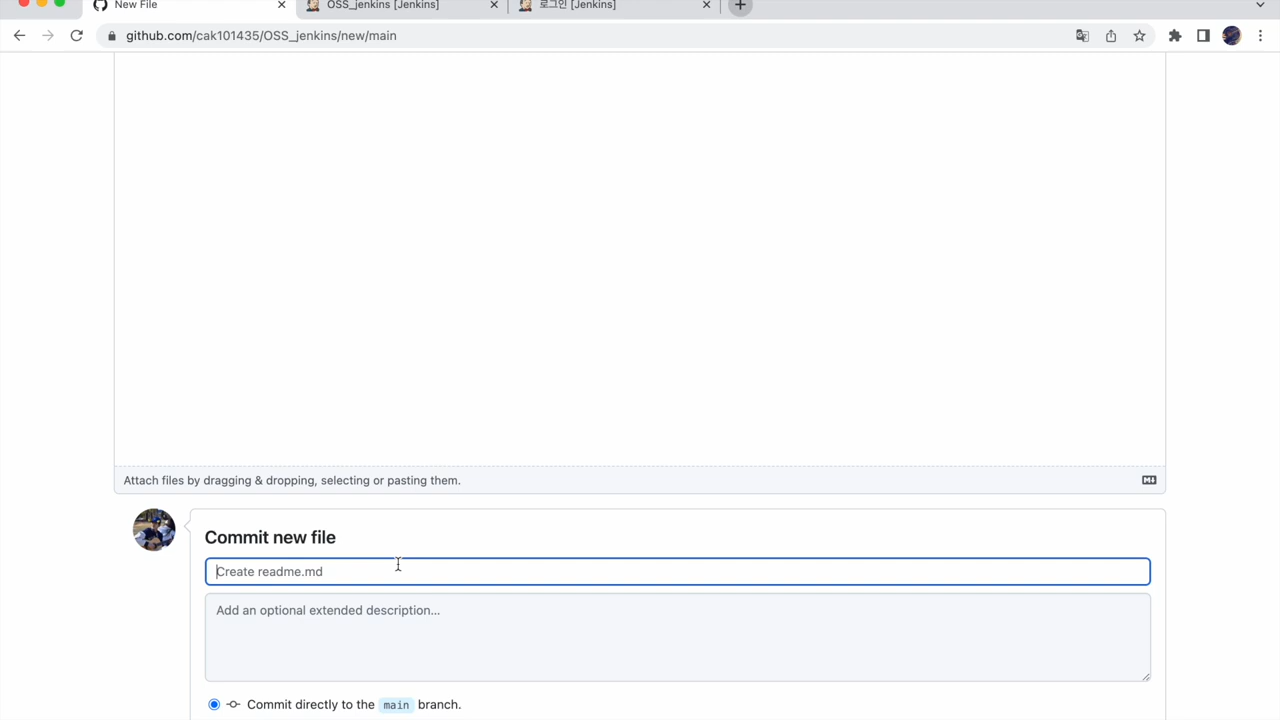 New File
OSS_jenkins [Jenkins]
로그인 [Jenkins]
github.com/cak101435/OSS_jenkins/new/main
Attach files by dragging & dropping, selecting or pasting them.
Commit new file
Create readme.md
Add an optional extended description...
Commit directly to the main branch.